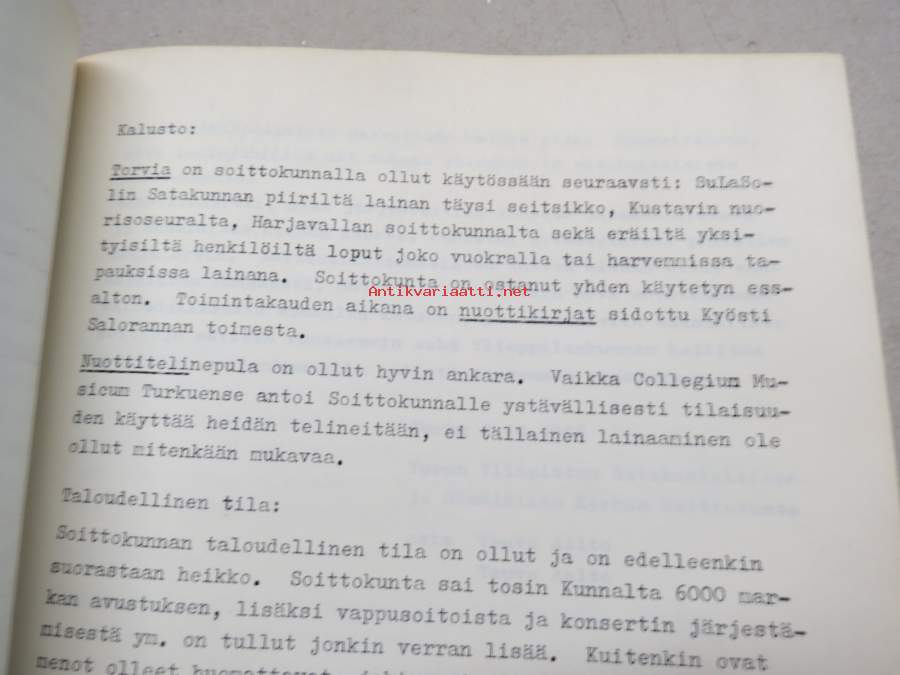 Kalusto:
Torvia on soittokunnalla ollut käytössään seuraavsti: SuLaSo-
lin Satakunnan piiriltä lainan täysi seitsikko, Kustavin nuo-
risoseuralta, Harjavallan soittokunnalta sekä eräiltä yksi-
tyisiltä henkilöiltä loput joko vuokralla tai harvemmissa ta-
pauksissa lainana. Soittokunta on ostanut yhden käytetyn ess-
Antikvariaatti.net
alton. Toimintakauden aikana on nuottikirjat sidottu Kyösti
Salorannan toimesta.
Nuottitelinepula on ollut hyvin ankara. Vaikka Collegium Mu-
sicum Turkuense antoi Soittokunnalle ystävällisesti tilaisuu-
den käyttää heidän telineitään, ei tällainen lainaaminen ole
ollut mitenkään mukavaa.
Taloudellinen tila:
Soittokunnan taloudellinen tila on ollut ja on edelleenkin
suorastaan heikko. Soittokunta sai tosin Kunnalta 6000 mar-
kan avustuksen, lisäksi vappusoitoista ja konsertin järjestä-
misestä ym. on tullut jonkin verran lisää. Kuitenkin ovat
menot olleet